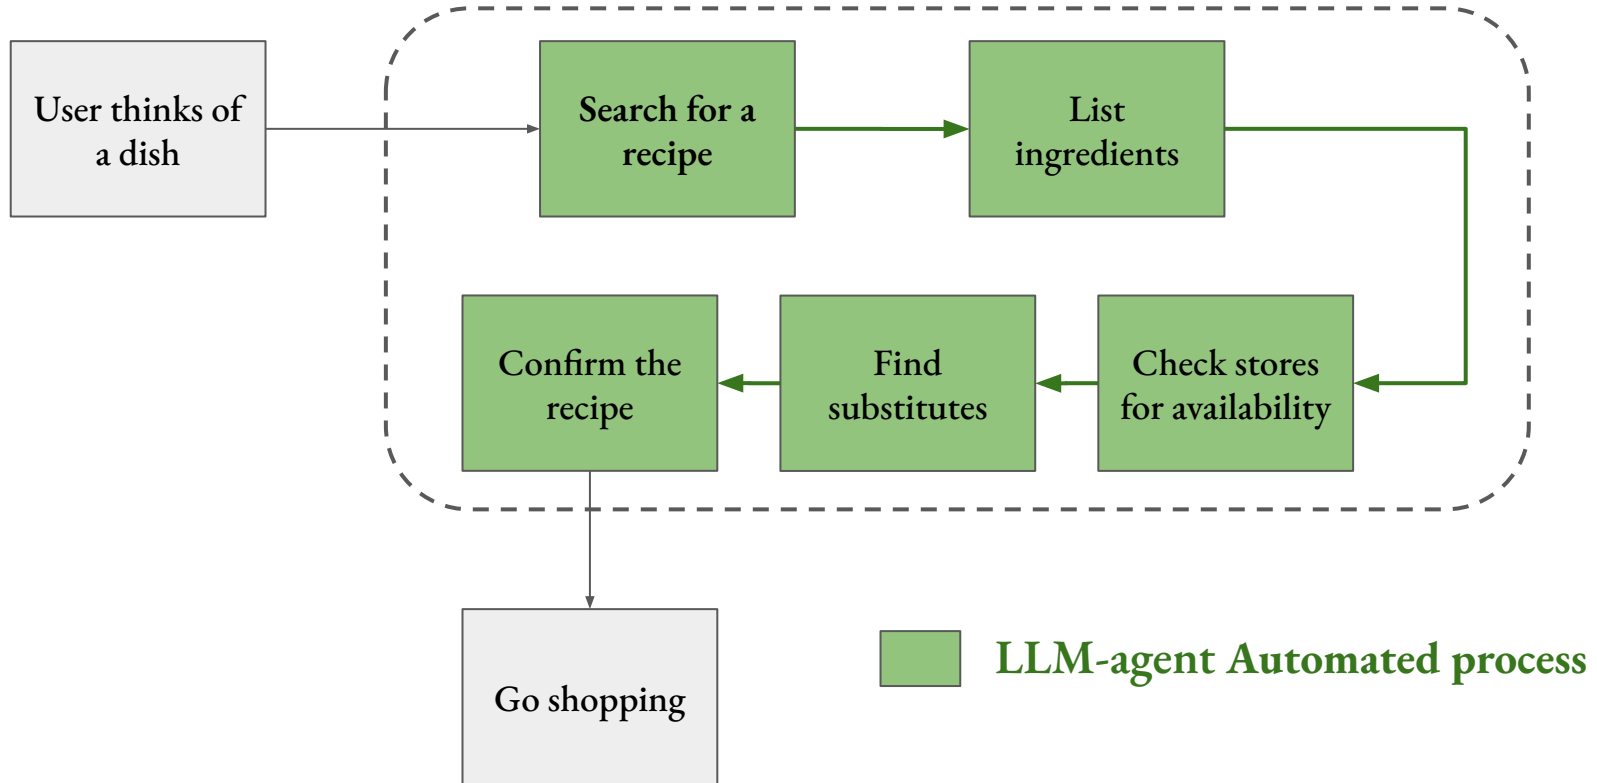 User thinks of
a dish
Search for a
recipe
List
ingredients
Confirm the
recipe
Find
substitutes
Check stores
for availability
Go shopping
LLM-agent Automated process